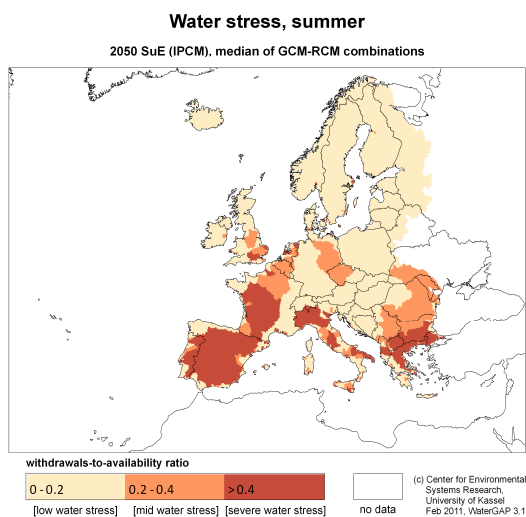 Water stress, summer
2050 SuE (IPCM), median of GCM-RCM combinations
withdrawals-to-availability ratio
0 - 0.2
0.2 - 0.4
>0.4
[low water stress]
[mid water stress]
[severe water stress]
no data
(c) Center for Environmental
Systems Research,
University of Kassel
Feb 2011, WaterGAP 3.1